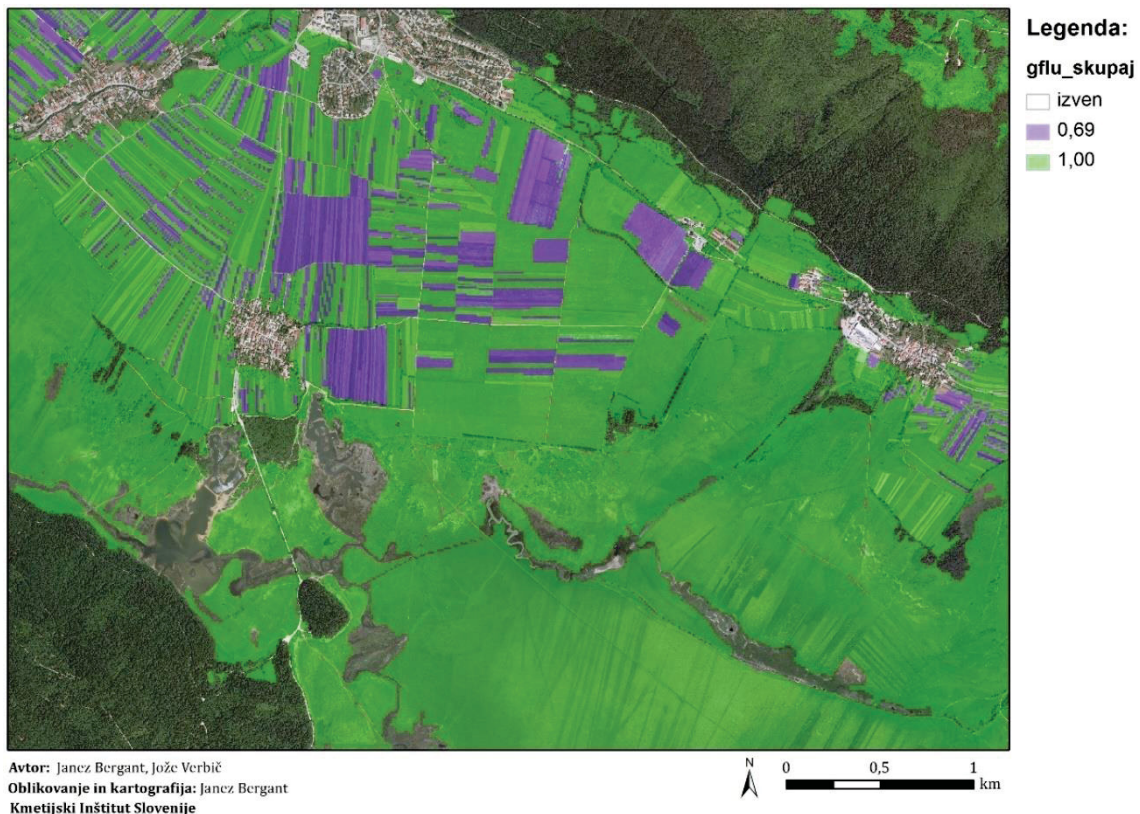 Legenda:
gflu_skupaj
izven
0,69
1,00
Avtor: Janez Bergant, Jože Verbič
Oblikovanje in kartografija: Janez Bergant
Kmetijski Inštitut Slovenije
N
0 0,5 1
km